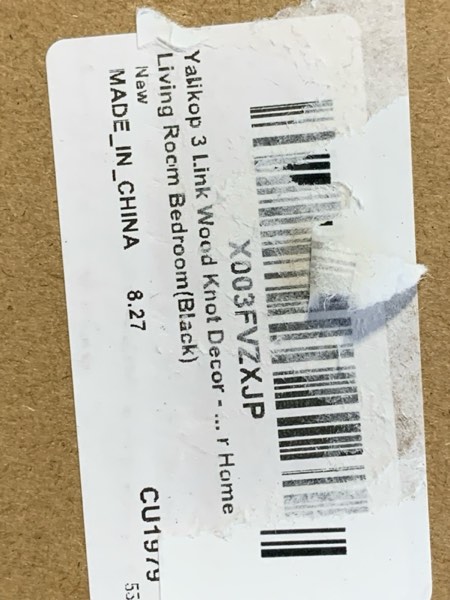 X003FVZXJP
Yalikop 3 Link Wood Knot Decor - ... r Home
Living Room Bedroom(Black)
New
MADE_IN_CHINA 8.27
CU1979